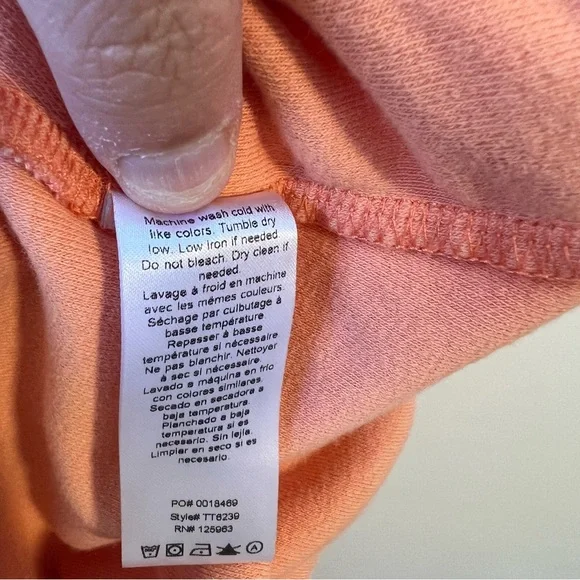 Machine wash cold with
like colors. Tumble dry
low. Low iron if needed
Do not bleach. Dry clean if
needed.
Lavage à froid en machine
avec les mêmes couleurs.
Séchage par culbutage à
basse température
Repasser à basse
température si nécessaire
Ne pas blanchir. Nettoyer
à sec si nécessaire.
Lavado a máquina en frío
con colores similares.
Secado en secadora a
baja temperatura.
Planchado a baja
temperatura si es
necesario. Sin lejía.
Limpiar en seco si es
necesario.
PO# 0018469
Style# TT6239
RN# 125963
A